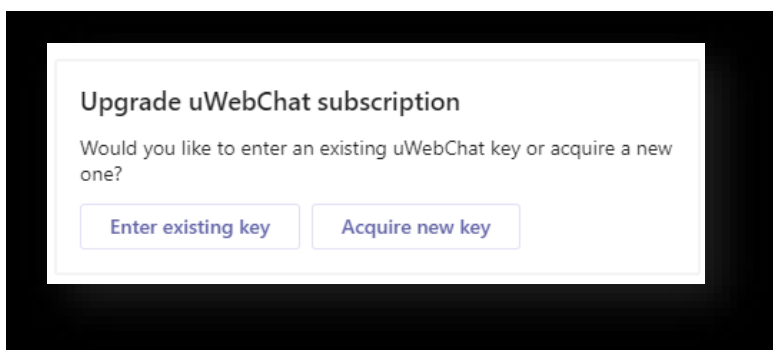 Upgrade uWebChat subscription
Would you like to enter an existing uWebChat key or acquire a new
one?
Enter existing key
Acquire new key